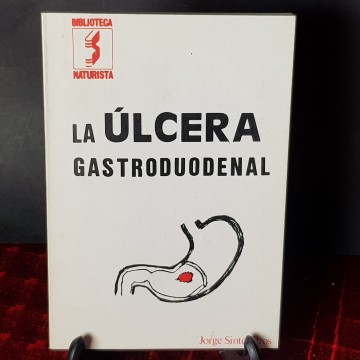 BIBLIOTECA
NATURISTA
LA ÚLCERA
GASTRODUODENAL
Jorge